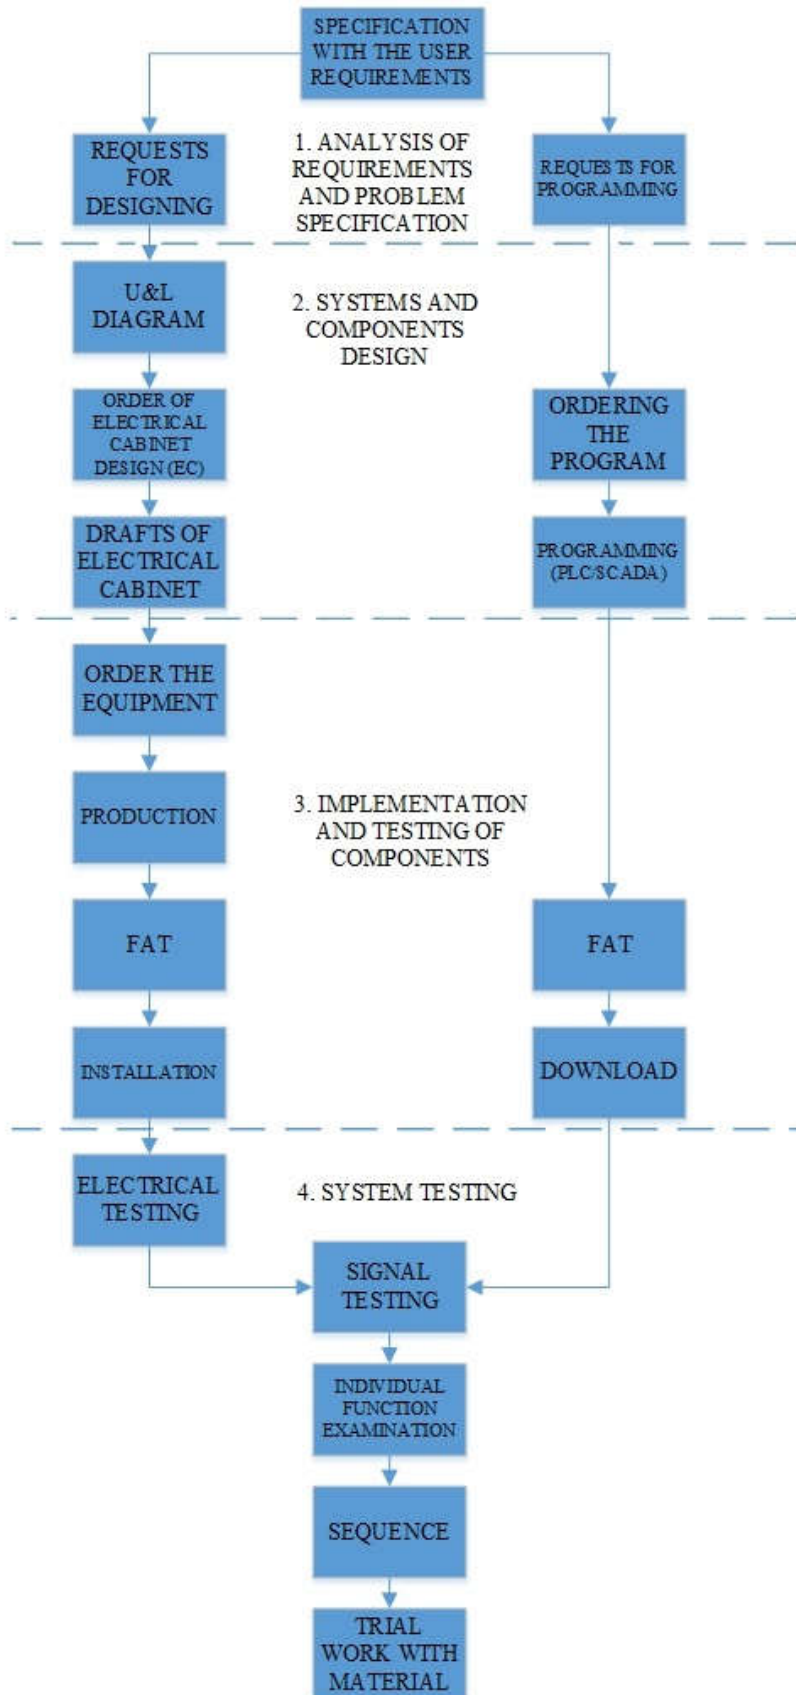 SPECIFICATION
WITH THE USER
REQUIREMENTS
REQUESTS
FOR
DESIGNING
1. ANALYSIS OF
REQUIREMENTS
AND PROBLEM
SPECIFICATION
REQUESTS FOR
PROGRAMMING
U&L
DIAGRAM
2. SYSTEMS AND
COMPONENTS
DESIGN
ORDER OF
ELECTRICAL
CABINET
DESIGN (EC)
ORDERING
THE
PROGRAM
DRAFTS OF
ELECTRICAL
CABINET
PROGRAMMING
(PLC/SCADA)
ORDER THE
EQUIPMENT
PRODUCTION
3. IMPLEMENTATION
AND TESTING OF
COMPONENTS
FAT
FAT
INSTALLATION
DOWNLOAD
ELECTRICAL
TESTING
4. SYSTEM TESTING
SIGNAL
TESTING
INDIVIDUAL
FUNCTION
EXAMINATION
SEQUENCE
TRIAL
WORK WITH
MATERIAL